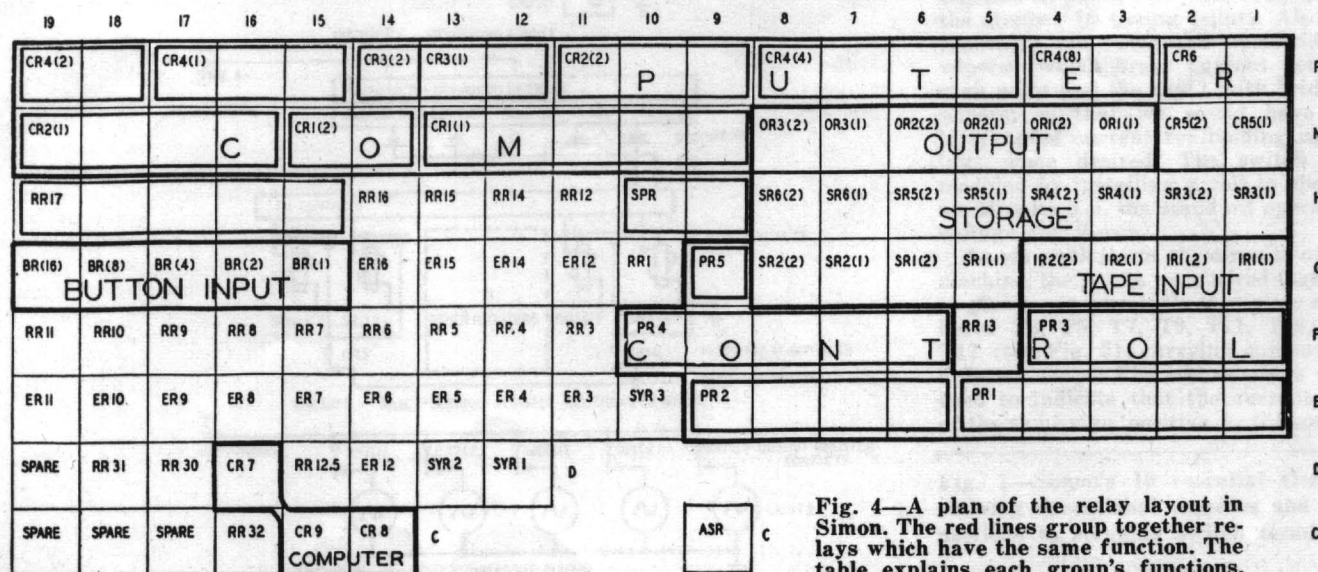 19 18 17 16 15 14 13 12 11 10 9 8 7 6 5 4 3 2 1
CR4(2) CR4(1) CR3(2) CR3(1) CR2(2) CR4(4) CR4(8) CR6
P U T E R
CR2(1) CR1(2) CR1(1) OR3(2) OR3(1) OR2(2) OR2(1) OR1(2) OR1(1) CR5(2) CR5(1)
C O M OUTPUT
RR17 RR16 RR15 RR14 RR12 SPR SR6(2) SR6(1) SR5(2) SR5(1) SR4(2) SR4(1) SR3(2) SR3(1) H
STORAGE
BR(16) BR(8) BR(4) BR(2) BR(1) ER16 ER15 ER14 ER12 RR1 PR5 SR2(2) SR2(1) SR1(2) SR1(1) IR2(2) IR2(1) IR1(2) IR1(1)
BUTTON INPUT TAPE INPUT
RR11 RR10 RR9 RR8 RR7 RR6 RR5 RR4 RR3 PR4 RR13 PR3
C O N T R O L
ER11 ER10 ER9 ER8 ER7 ER6 ER5 ER4 ER3 SYR3 PR2 PR1 E
SPARE RR31 RR30 CR7 RR12.5 ER12 SYR2 SYR1 D D
SPARE SPARE SPARE RR32 CR9 CR8 C ASR C C
COMPUTER
Fig. 4—A plan of the relay layout in
Simon. The red lines group together re-
lays which have the same function. The
table explains each group's functions.